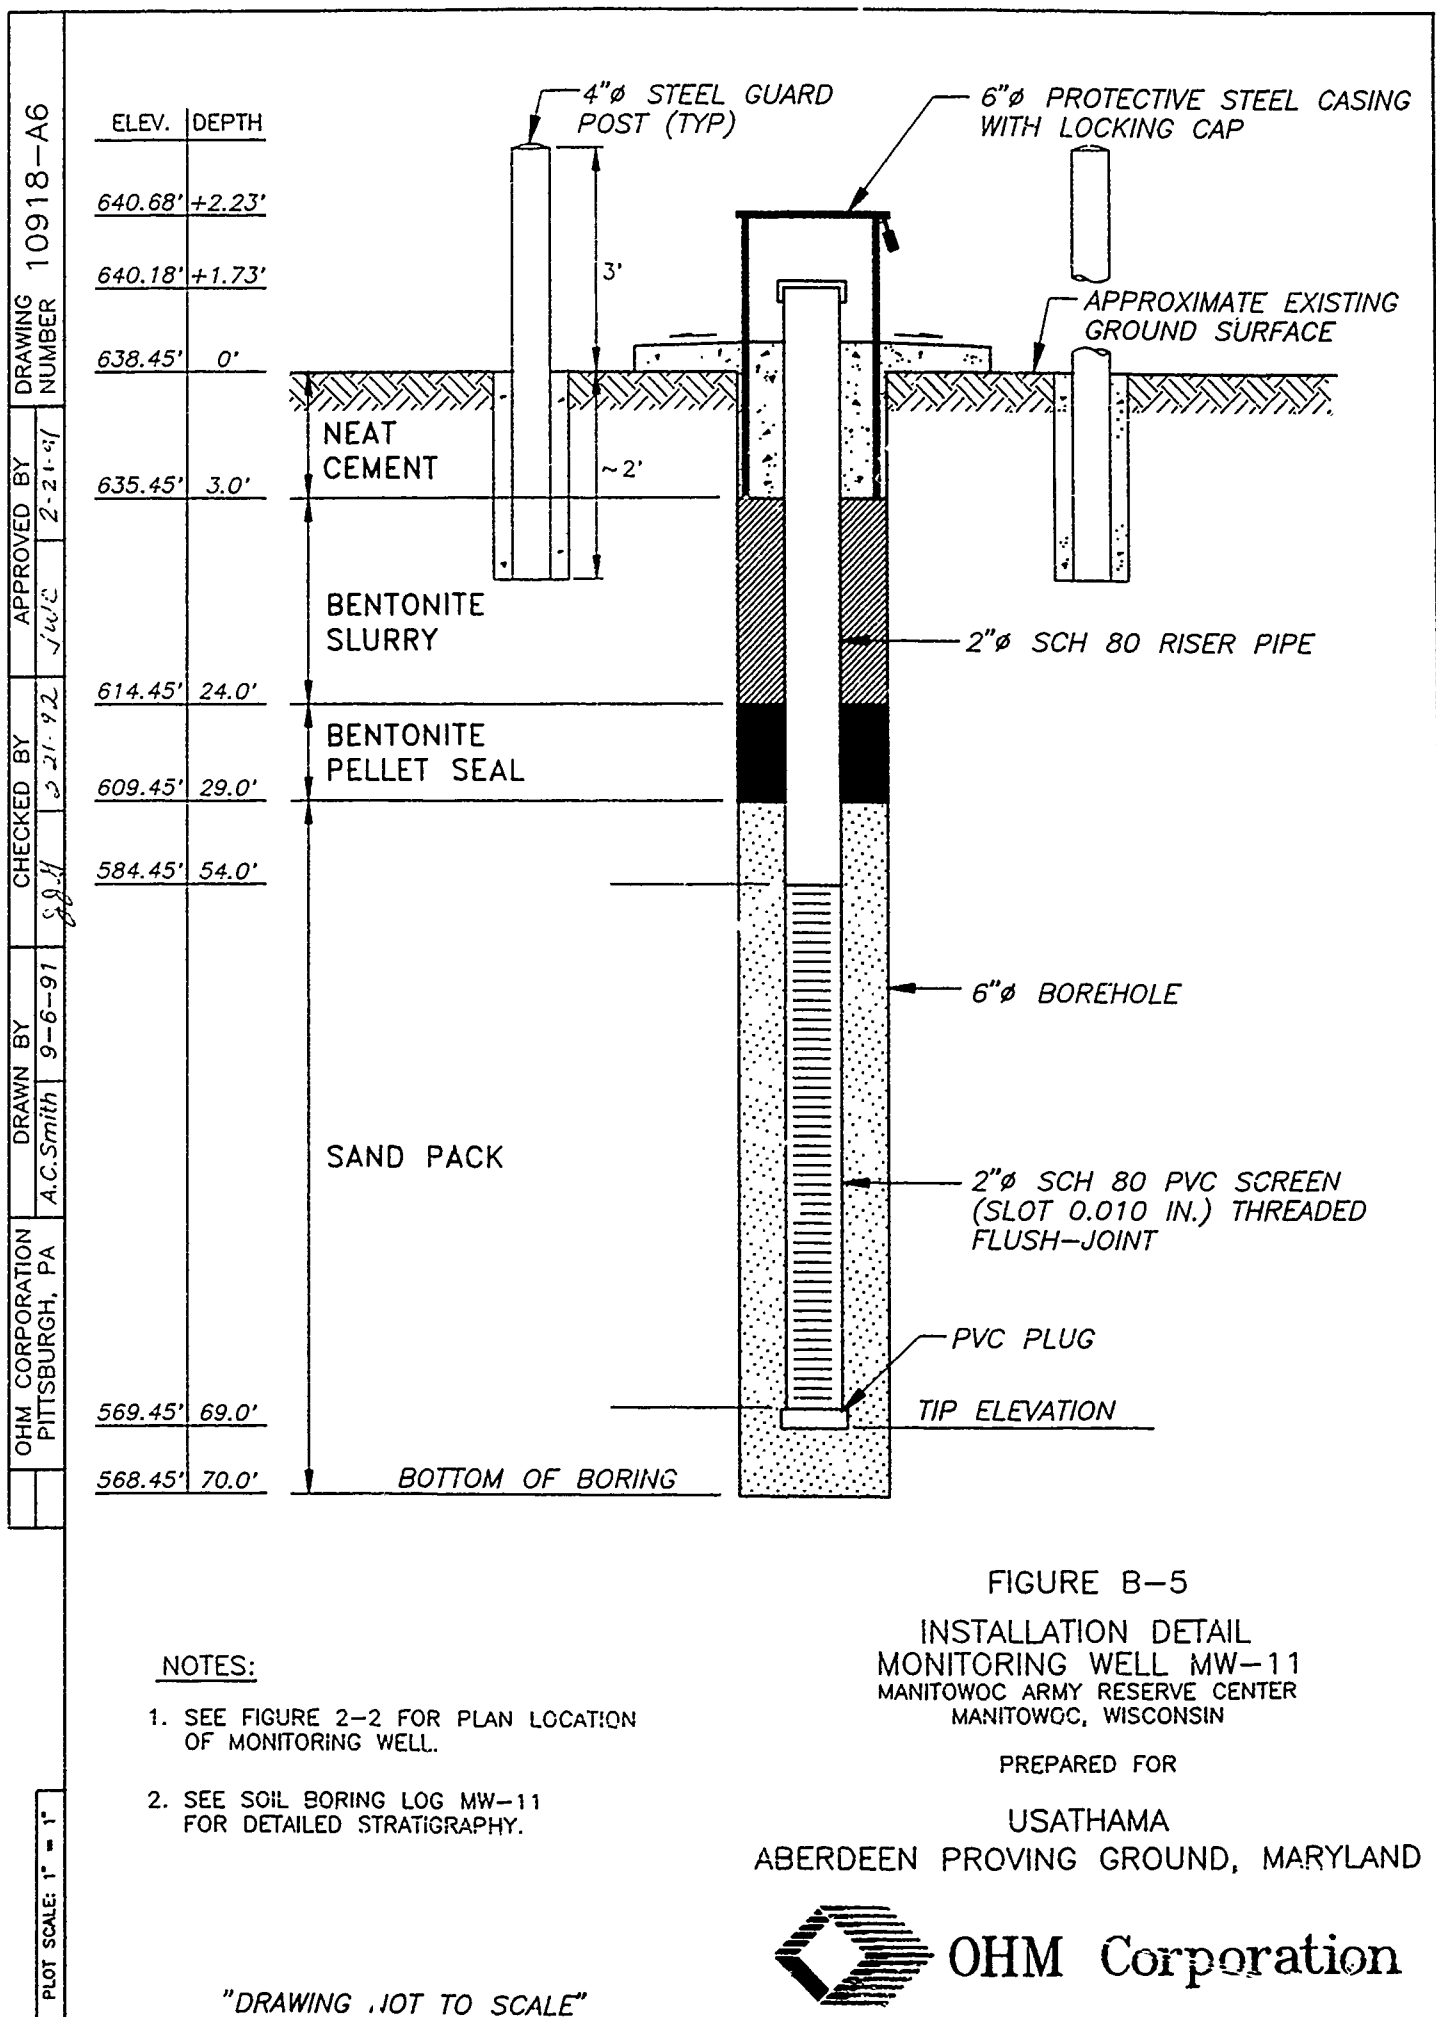 ELEV. DEPTH
640.68' +2.23'
640.18' +1.73'
638.45' 0'
635.45' 3.0'
614.45' 24.0'
609.45' 29.0'
584.45' 54.0'
569.45' 69.0'
568.45' 70.0'
4"ø STEEL GUARD
POST (TYP)
6"ø PROTECTIVE STEEL CASING
WITH LOCKING CAP
3'
APPROXIMATE EXISTING
GROUND SURFACE
NEAT
CEMENT
~2'
BENTONITE
SLURRY
2"ø SCH 80 RISER PIPE
BENTONITE
PELLET SEAL
6"ø BOREHOLE
SAND PACK
2"ø SCH 80 PVC SCREEN
(SLOT 0.010 IN.) THREADED
FLUSH-JOINT
PVC PLUG
TIP ELEVATION
BOTTOM OF BORING
FIGURE B-5
INSTALLATION DETAIL
MONITORING WELL MW-11
MANITOWOC ARMY RESERVE CENTER
MANITOWOC, WISCONSIN
PREPARED FOR
USATHAMA
ABERDEEN PROVING GROUND, MARYLAND
OHM Corporation
NOTES:
1. SEE FIGURE 2-2 FOR PLAN LOCATION
OF MONITORING WELL.
2. SEE SOIL BORING LOG MW-11
FOR DETAILED STRATIGRAPHY.
"DRAWING NOT TO SCALE"
DRAWING
NUMBER 10918-A6
APPROVED BY
CHECKED BY
DRAWN BY
A.C.Smith 9-6-91
OHM CORPORATION
PITTSBURGH, PA
PLOT SCALE: 1" = 1"